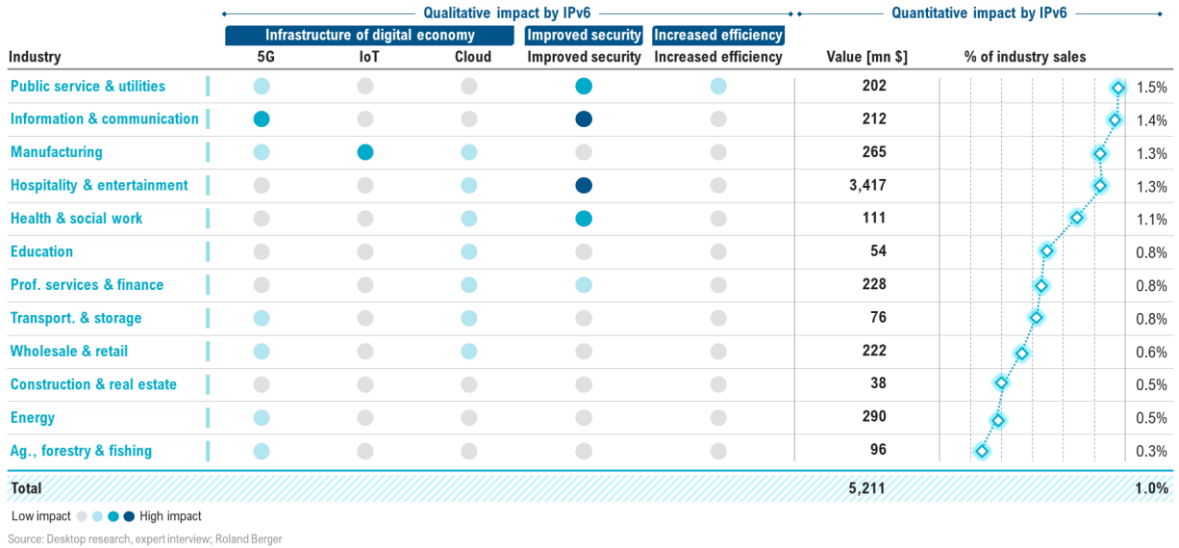 Qualitative impact by IPv6 Quantitative impact by IPv6
Infrastructure of digital economy Improved security Increased efficiency
Industry 5G IoT Cloud Improved security Increased efficiency Value [mn $] % of industry sales
Public service & utilities 202 1.5%
Information & communication 212 1.4%
Manufacturing 265 1.3%
Hospitality & entertainment 3,417 1.3%
Health & social work 111 1.1%
Education 54 0.8%
Prof. services & finance 228 0.8%
Transport. & storage 76 0.8%
Wholesale & retail 222 0.6%
Construction & real estate 38 0.5%
Energy 290 0.5%
Ag., forestry & fishing 96 0.3%
Total 5,211 1.0%
Low impact High impact
Source: Desktop research, expert interview; Roland Berger